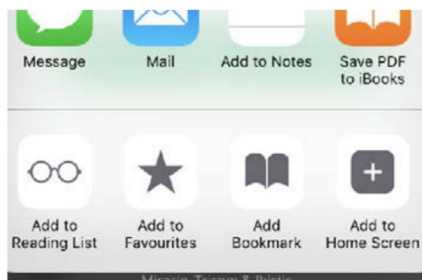 Message Mail Add to Notes Save PDF
to iBooks
Add to Add to Add Add to
Reading List Favourites Bookmark Home Screen